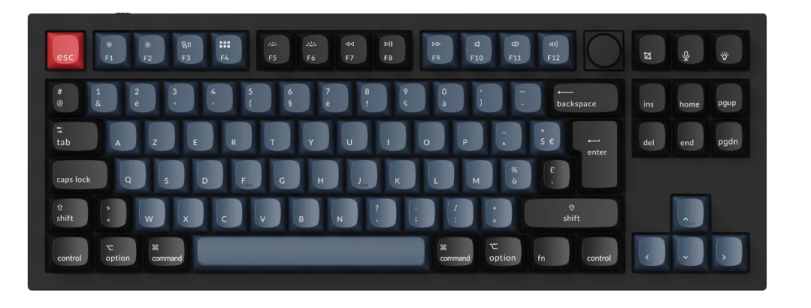 esc F1 F2 F3 F4 F5 F6 F7 F8 F9 F10 F11 F12
# @ 1 & 2 é 3 " 4 ' 5 ( 6 § 7 è 8 ! 9 ç 0 à ° ) _ - backspace ins home pgup
tab A Z E R T Y U I O P ¨ ^ * $ € enter del end pgdn
caps lock Q S D F G H J K L M % ù £ `
shift > < W X C V B N ? , . ; / : + = shift
control option command command option fn control